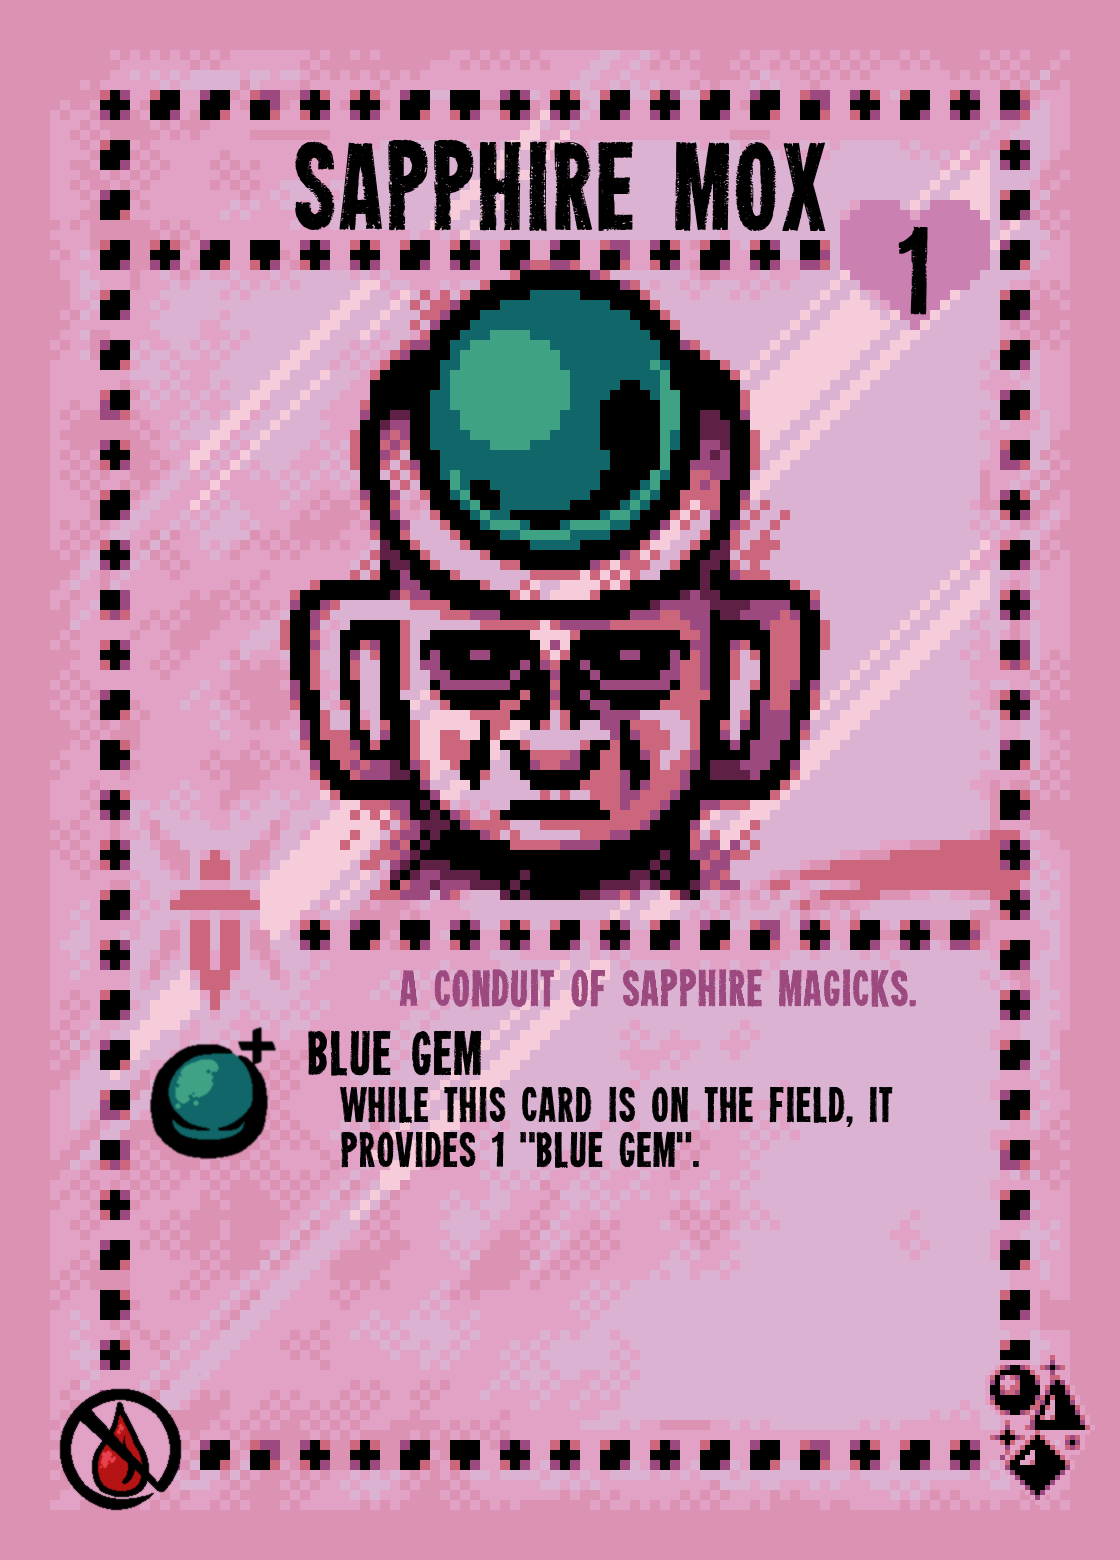 SAPPHIRE MOX
1
A CONDUIT OF SAPPHIRE MAGICKS.
BLUE GEM
WHILE THIS CARD IS ON THE FIELD, IT
PROVIDES 1 "BLUE GEM".